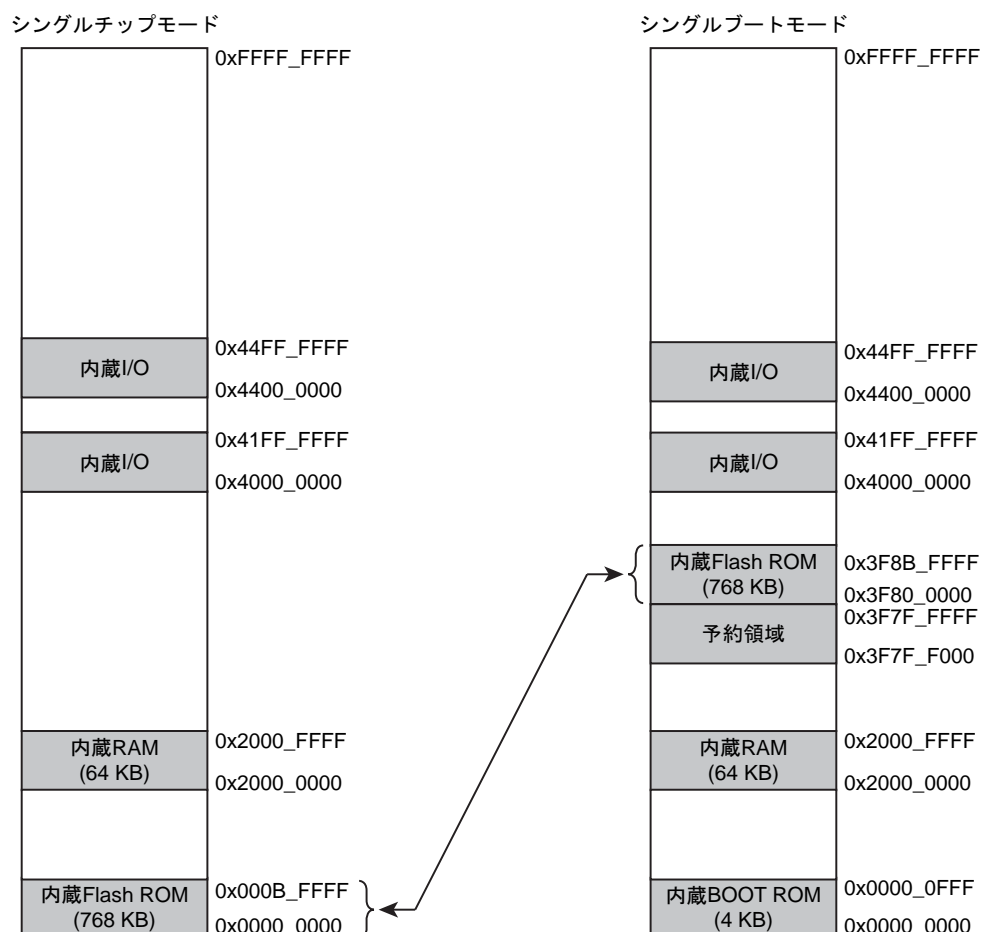 シングルチップモード
0xFFFF_FFFF
内蔵I/O
0x44FF_FFFF
0x4400_0000
内蔵I/O
0x41FF_FFFF
0x4000_0000
内蔵RAM
(64 KB)
0x2000_FFFF
0x2000_0000
内蔵Flash ROM
(768 KB)
0x000B_FFFF
0x0000_0000
シングルブートモード
0xFFFF_FFFF
内蔵I/O
0x44FF_FFFF
0x4400_0000
内蔵I/O
0x41FF_FFFF
0x4000_0000
内蔵Flash ROM
(768 KB)
0x3F8B_FFFF
0x3F80_0000
予約領域
0x3F7F_FFFF
0x3F7F_F000
内蔵RAM
(64 KB)
0x2000_FFFF
0x2000_0000
内蔵BOOT ROM
(4 KB)
0x0000_0FFF
0x0000_0000